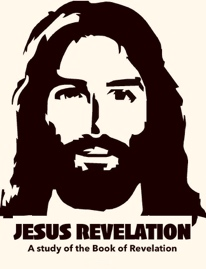 JESUS REVELATION
A study of the Book of Revelation